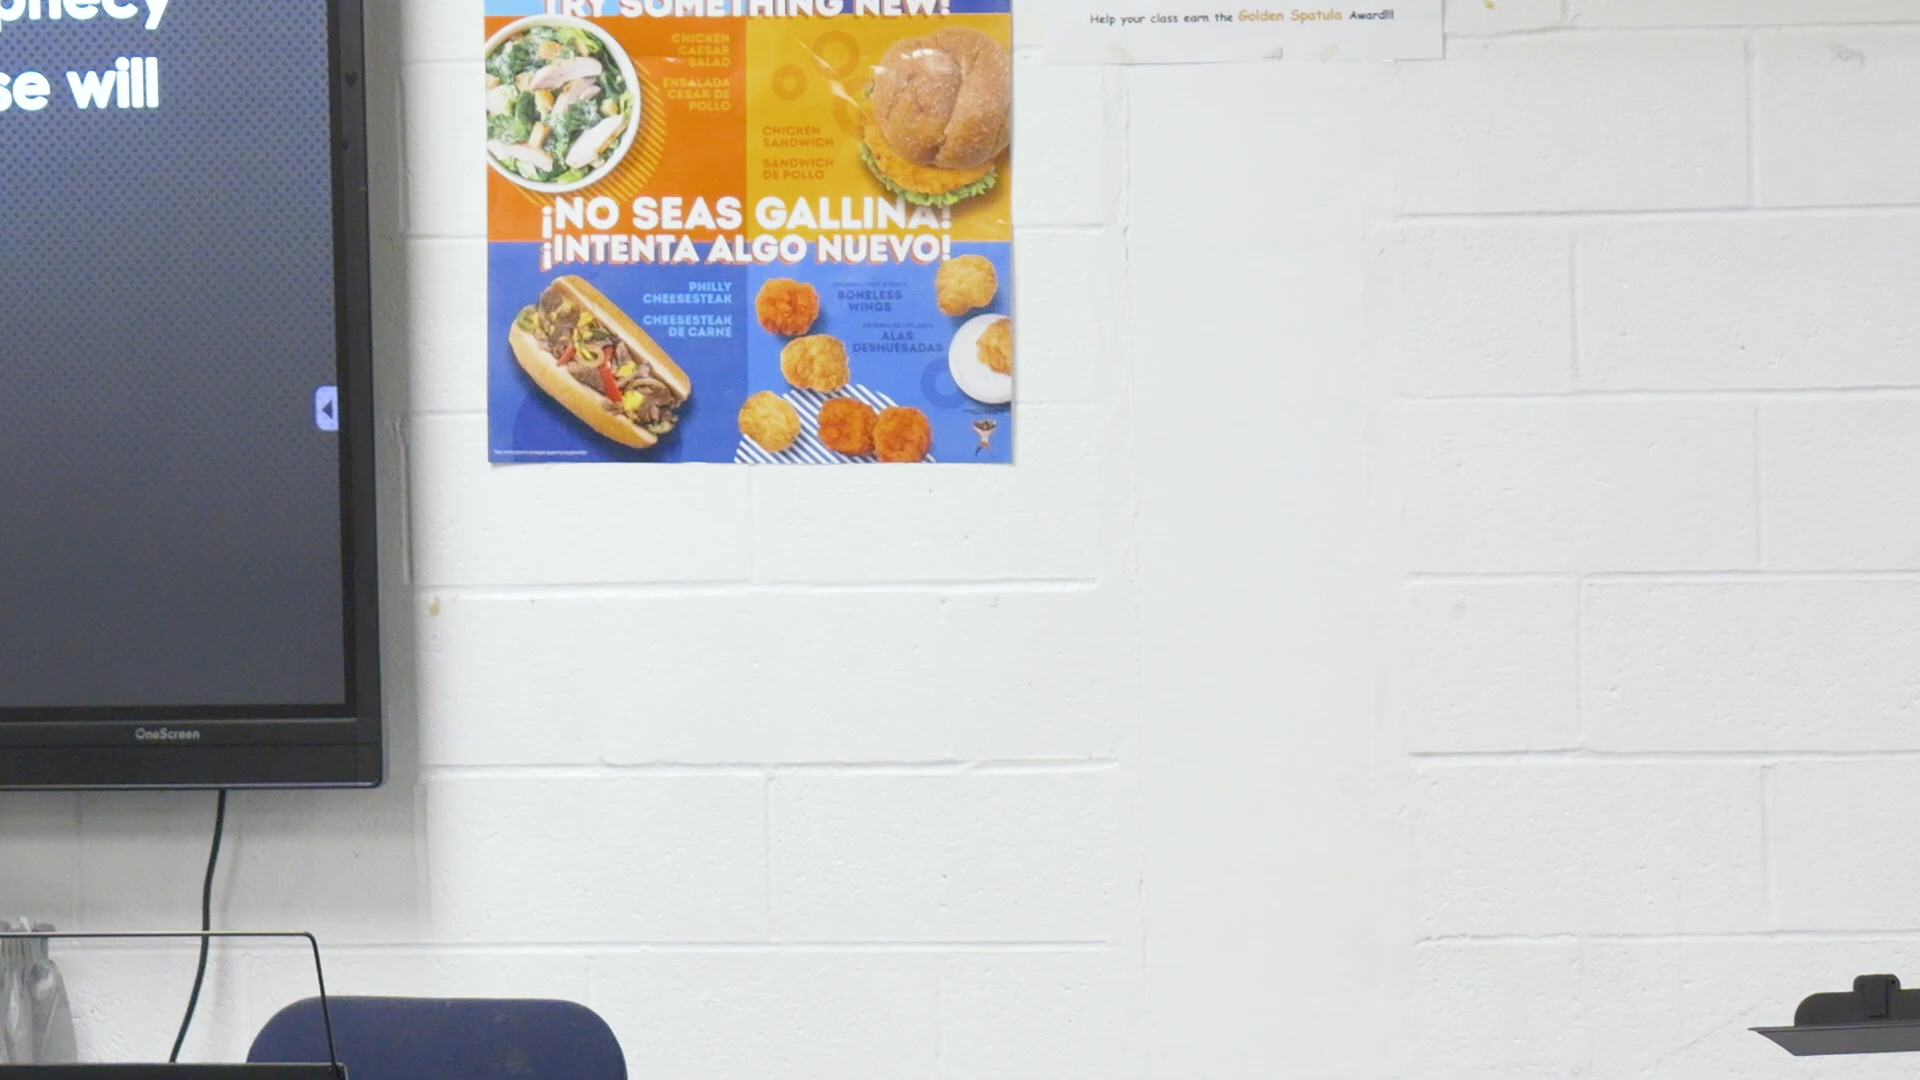 se will
OneScreen
TRY SOMETHING NEW!
CHICKEN
CAESAR
SALAD
ENSALADA
CESAR DE
POLLO
CHICKEN
SANDWICH
SANDWICH
DE POLLO
¡NO SEAS GALLINA!
¡INTENTA ALGO NUEVO!
PHILLY
CHEESESTEAK
CHEESESTEAK
DE CARNE
BONELESS
WINGS
ALAS
DESHUESADAS
Help your class earn the Golden Spatula Award!!!